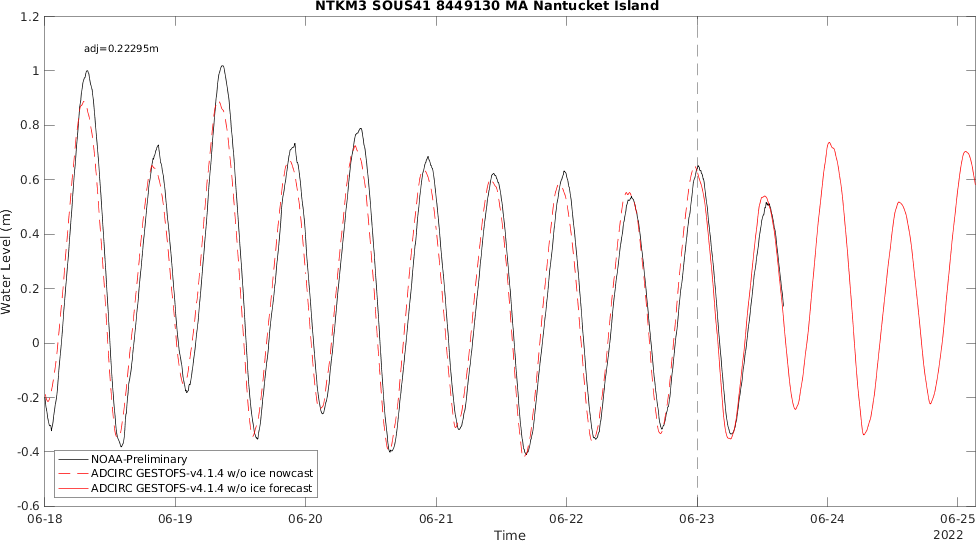 NTKM3 SOUS41 8449130 MA Nantucket Island
1.2
adj=0.22295m
1
0.8
0.6
0.4
Water Level (m)
0.2
0
-0.2
-0.4
NOAA-Preliminary
ADCIRC GESTOFS-v4.1.4 w/o ice nowcast
ADCIRC GESTOFS-v4.1.4 w/o ice forecast
-0.6
06-18 06-19 06-20 06-21 06-22 06-23 06-24 06-25
Time
2022